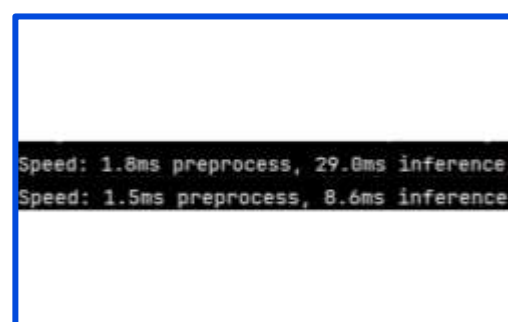 Speed: 1.8ms preprocess, 29.0ms inference
Speed: 1.5ms preprocess, 8.6ms inference